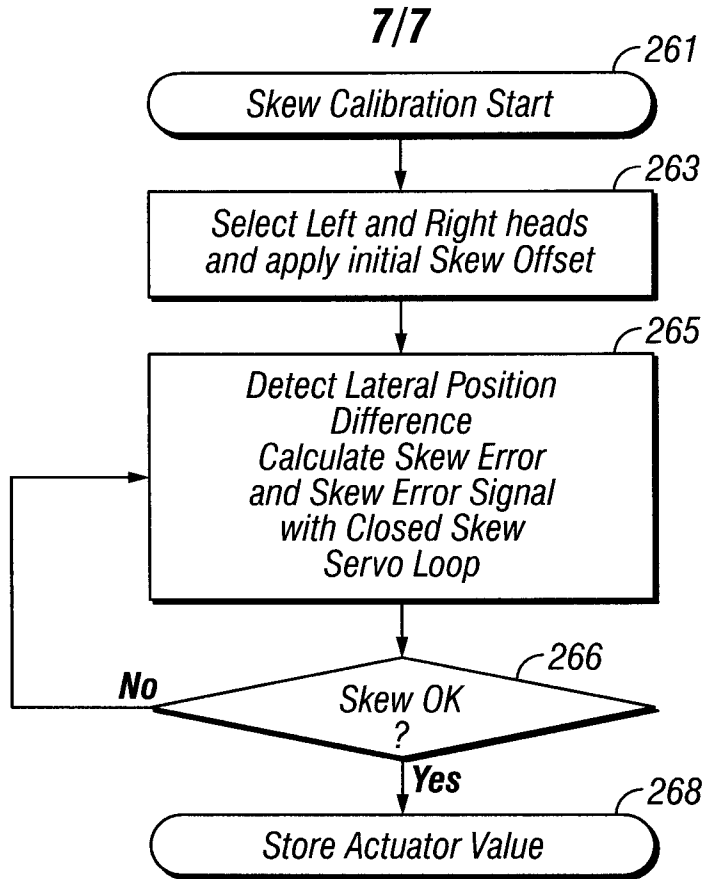 7/7
261
Skew Calibration Start
263
Select Left and Right heads
and apply initial Skew Offset
265
Detect Lateral Position
Difference
Calculate Skew Error
and Skew Error Signal
with Closed Skew
Servo Loop
266
No
Skew OK
?
Yes
268
Store Actuator Value